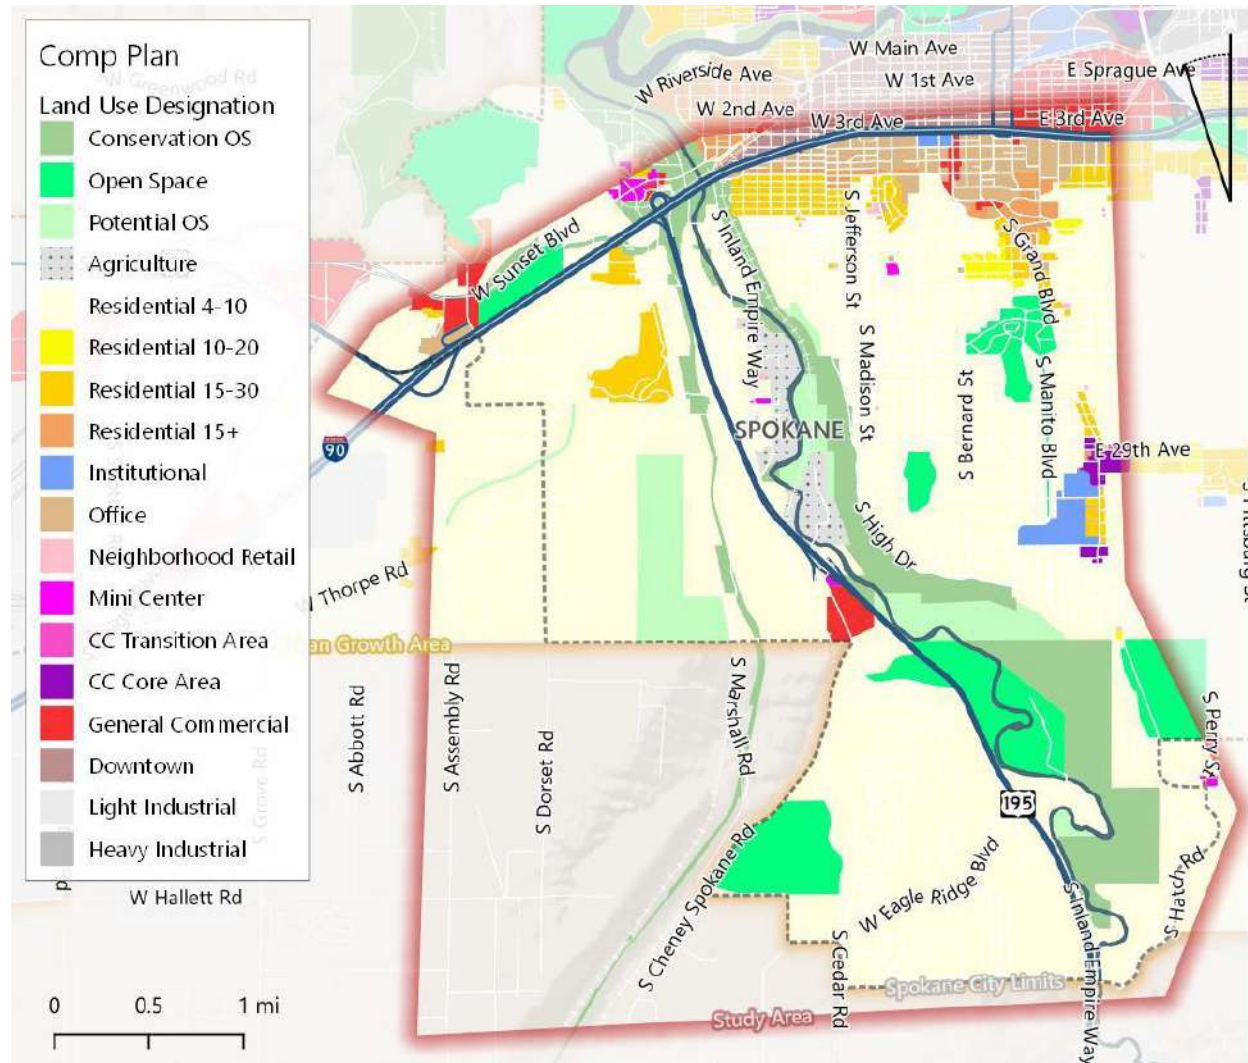 Comp Plan
Land Use Designation
Conservation OS
Open Space
Potential OS
Agriculture
Residential 4-10
Residential 10-20
Residential 15-30
Residential 15+
Institutional
Office
Neighborhood Retail
Mini Center
CC Transition Area
CC Core Area
General Commercial
Downtown
Light Industrial
Heavy Industrial
W Greenwood Rd
W Main Ave
W Riverside Ave
W 1st Ave
E Sprague Ave
W 2nd Ave
W 3rd Ave
E 3rd Ave
W Sunset Blvd
S Inland Empire Way
S Jefferson St
S Grand Blvd
S Madison St
S Bernard St
S Manito Blvd
SPOKANE
90
E 29th Ave
S High Dr
W Thorpe Rd
Growth Area
S Abbott Rd
S Assembly Rd
S Dorset Rd
S Marshall Rd
S Grove Rd
S Perry St
195
S Cheney Spokane Rd
W Eagle Ridge Blvd
S Hatch Rd
W Hallett Rd
S Cedar Rd
S Inland Empire Way
Spokane City Limits
Study Area
0 0.5 1 mi